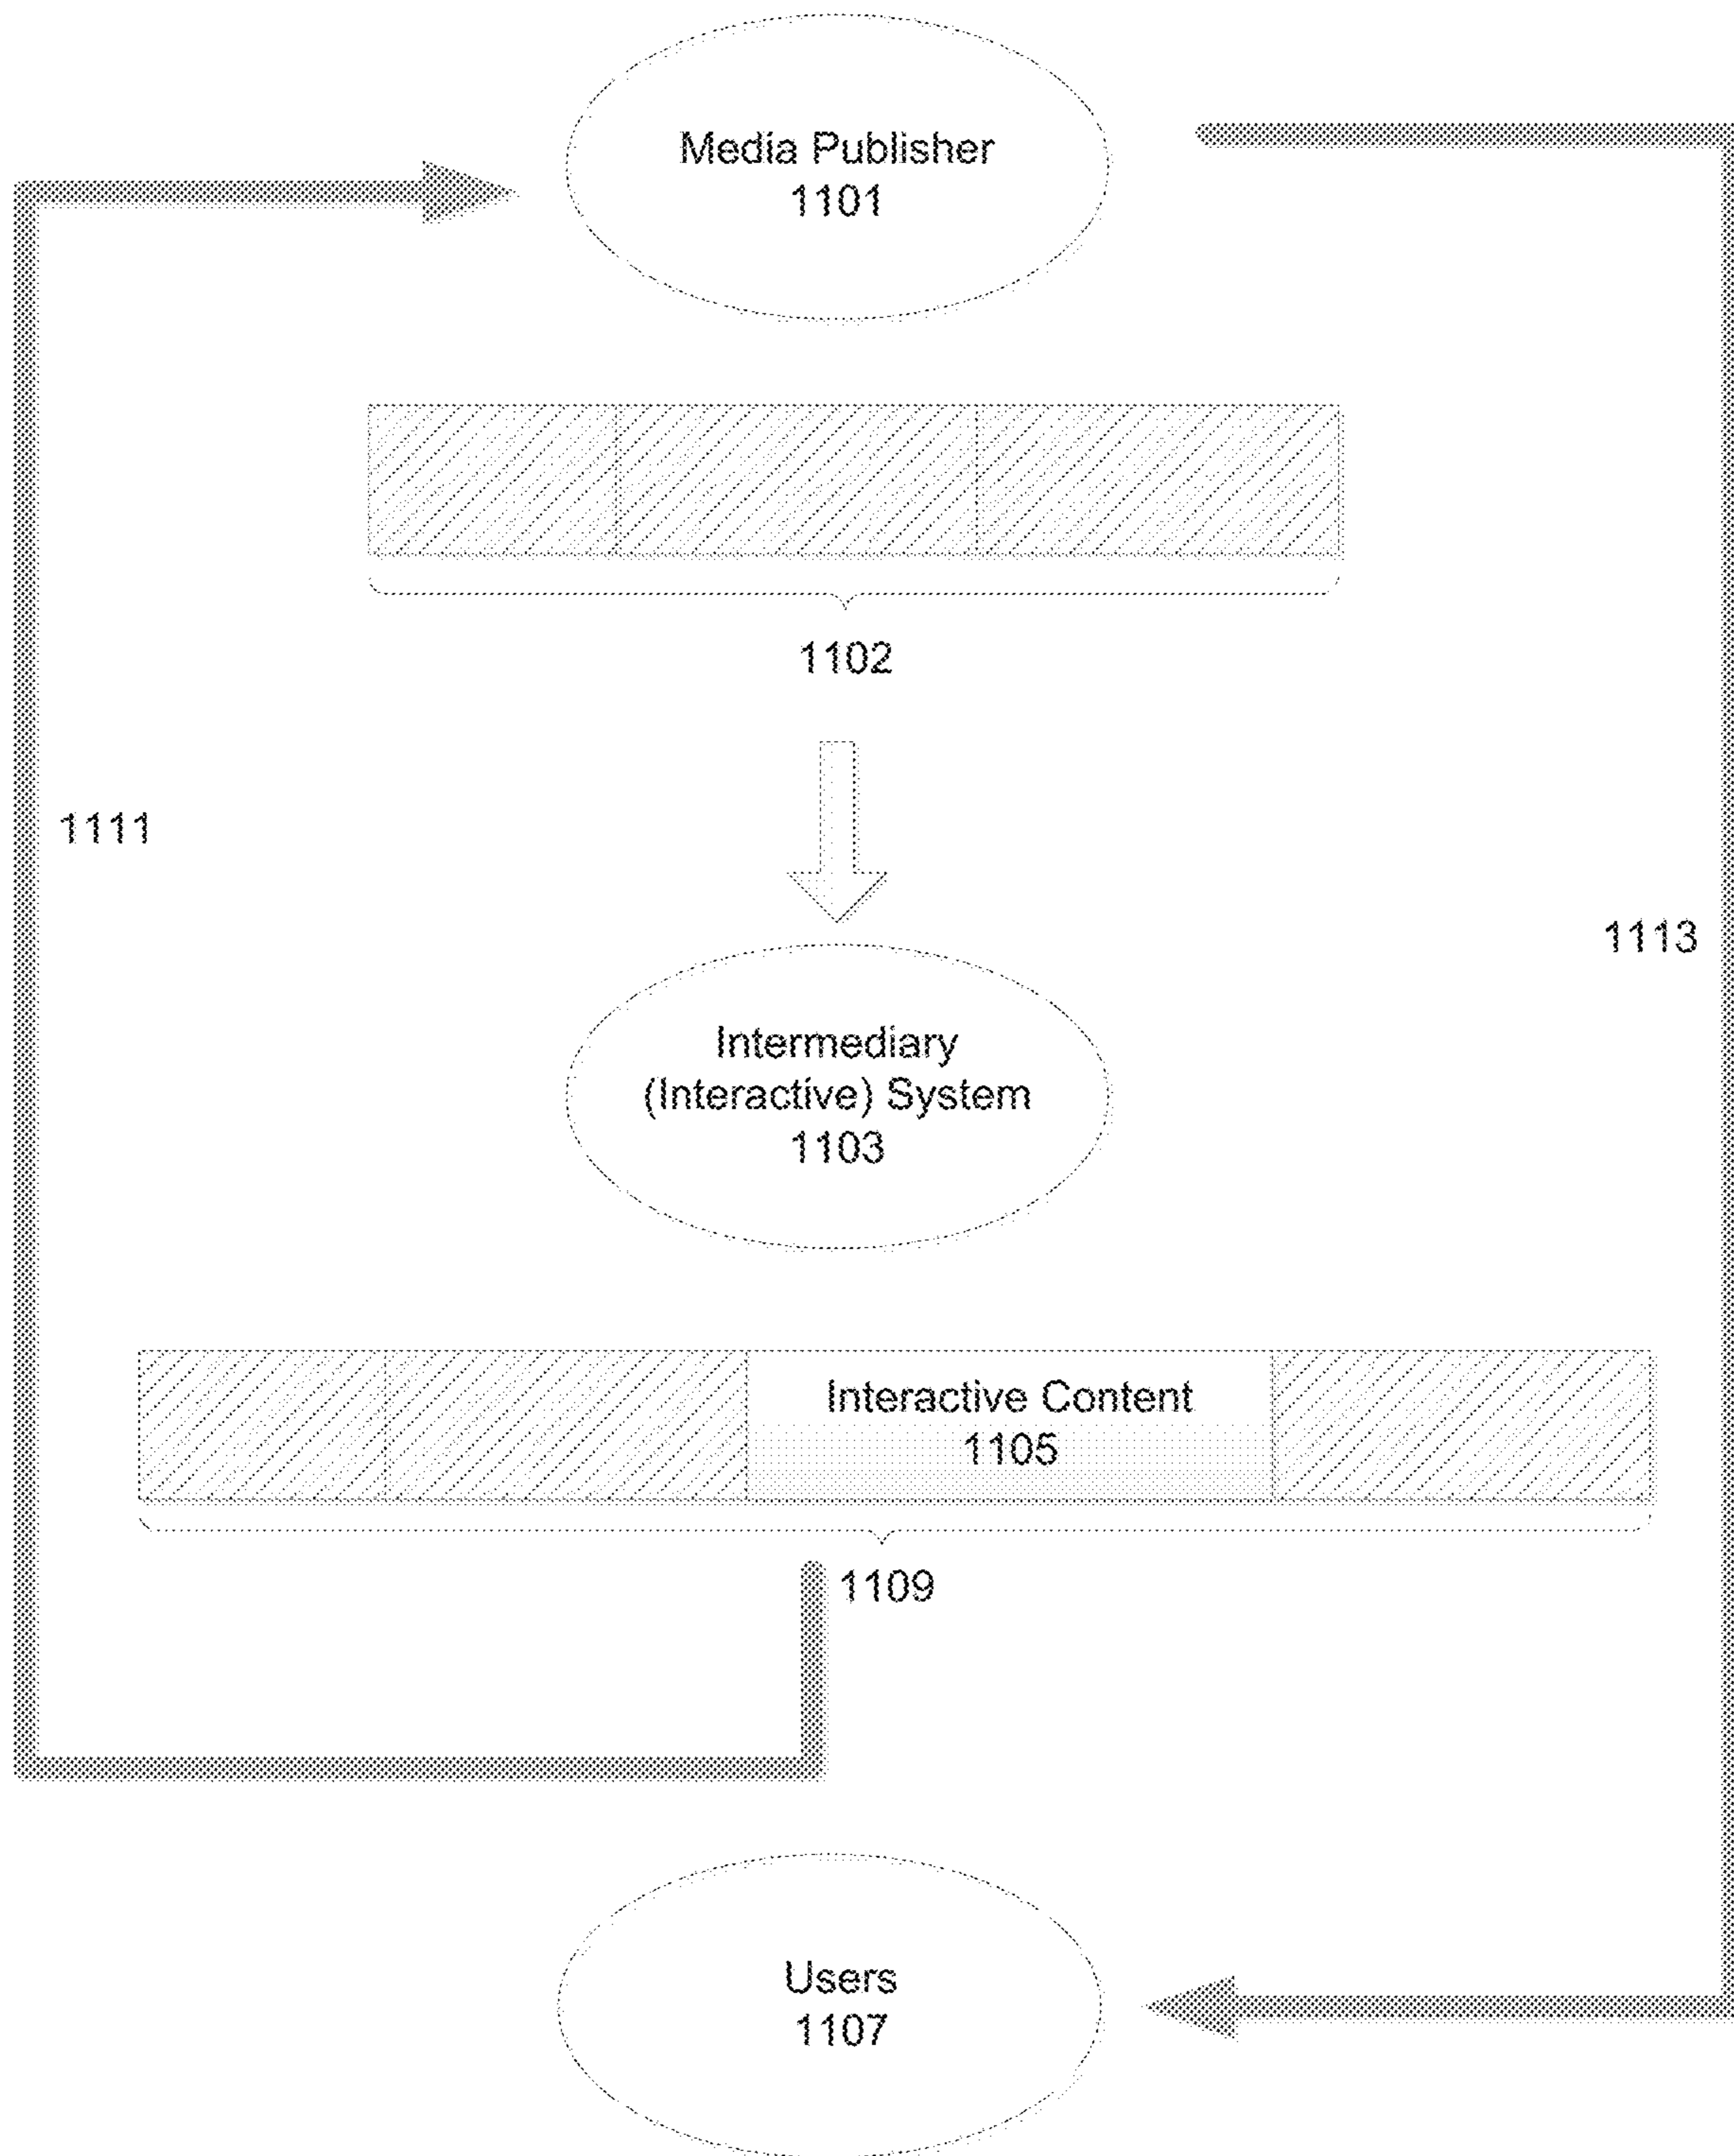 Media Publisher
1101
1102
1111
1113
Intermediary
(Interactive) System
1103
Interactive Content
1105
1109
Users
1107